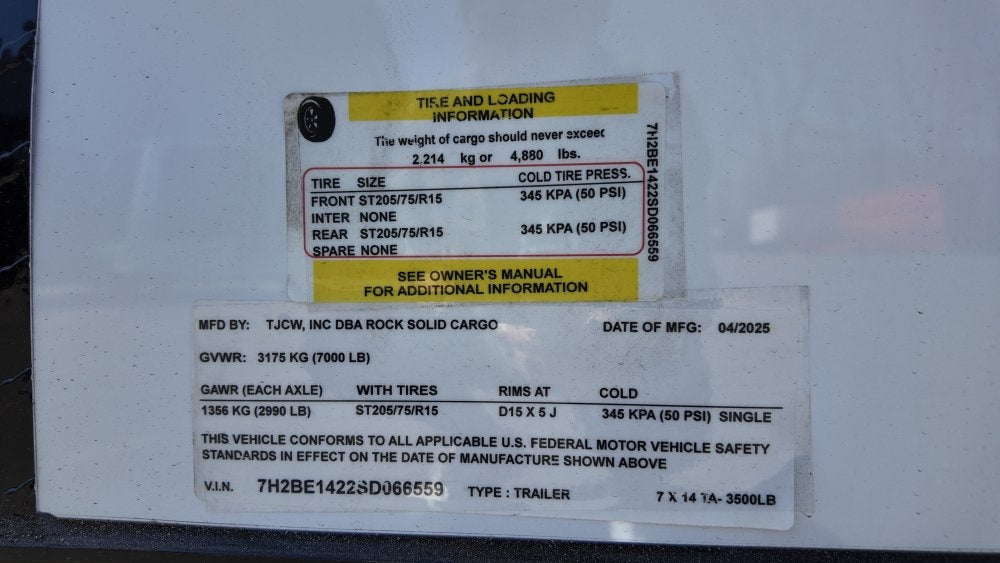 TIRE AND LOADING
INFORMATION
The weight of cargo should never exceed
2,214 kg or 4,880 lbs.
TIRE SIZE COLD TIRE PRESS.
FRONT ST205/75/R15 345 KPA (50 PSI)
INTER NONE
REAR ST205/75/R15 345 KPA (50 PSI)
SPARE NONE
SEE OWNER'S MANUAL
FOR ADDITIONAL INFORMATION
7H2BE1422SD066559
MFD BY: TJCW, INC DBA ROCK SOLID CARGO DATE OF MFG: 04/2025
GVWR: 3175 KG (7000 LB)
GAWR (EACH AXLE) WITH TIRES RIMS AT COLD
1356 KG (2990 LB) ST205/75/R15 D15 X 5 J 345 KPA (50 PSI) SINGLE
THIS VEHICLE CONFORMS TO ALL APPLICABLE U.S. FEDERAL MOTOR VEHICLE SAFETY
STANDARDS IN EFFECT ON THE DATE OF MANUFACTURE SHOWN ABOVE
V.I.N. 7H2BE1422SD066559 TYPE : TRAILER 7 X 14 TA- 3500LB